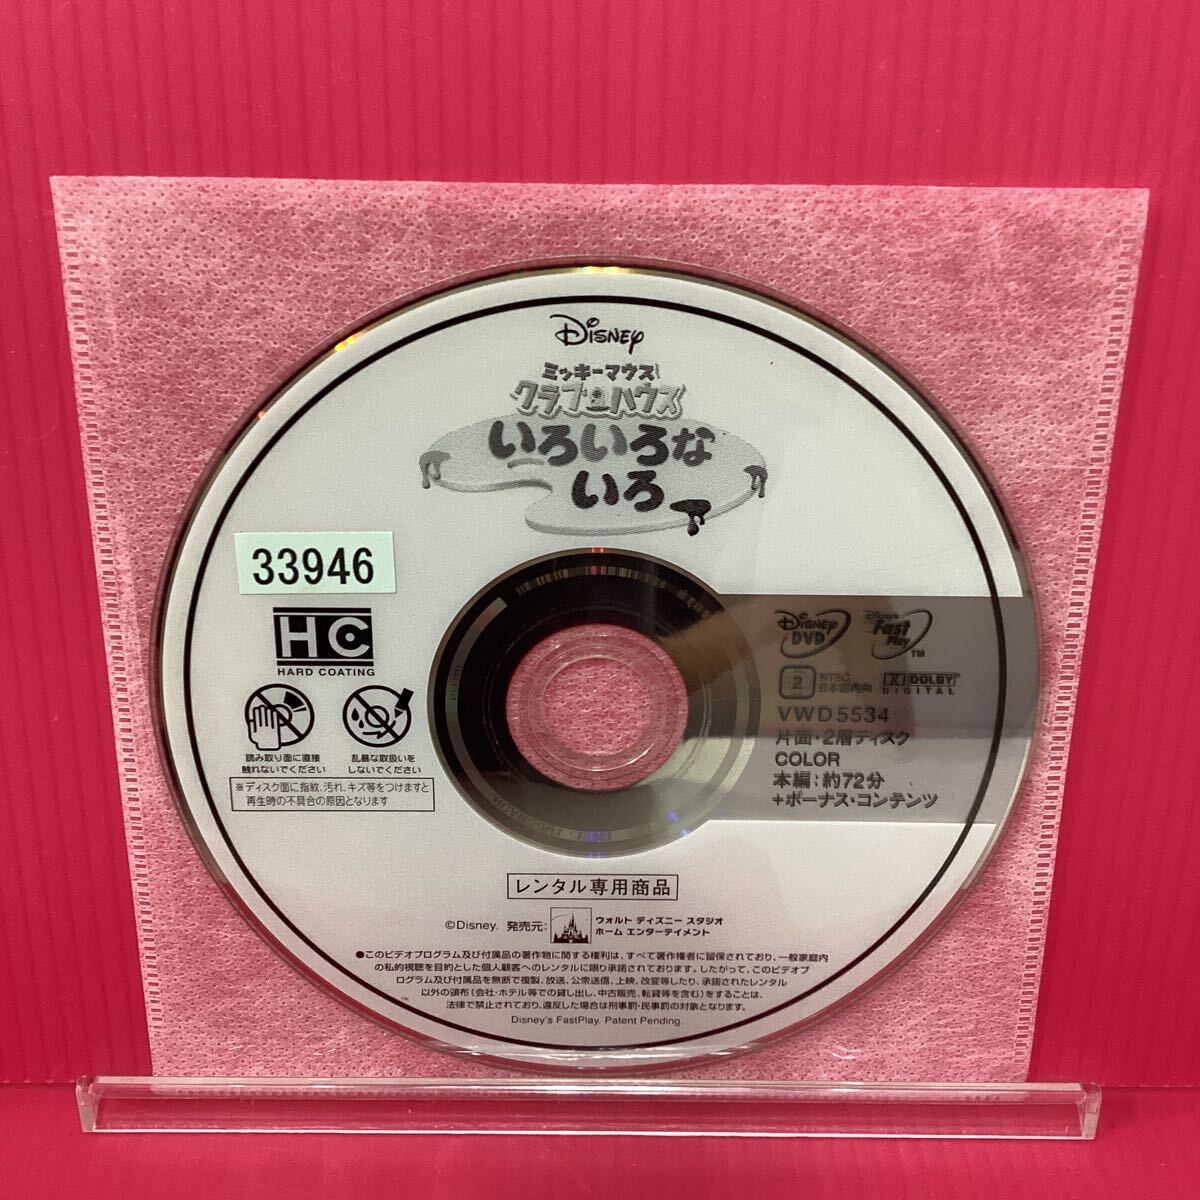 Disney
ミッキーマウス
クラブハウス
いろいろな
いろ
33946
HC
HARD COATING
読み取り面に直接
触れないでください
乱暴な取扱いを
しないでください
※ディスク面に指紋、汚れ、キズ等をつけますと
再生時の不具合の原因となります
Disney DVD
Disney's Fast Play TM
2 NTSC 日本国内向 DOLBY DIGITAL
VWD5534
片面・2層ディスク
COLOR
本編：約72分
+ボーナス・コンテンツ
レンタル専用商品
©Disney. 発売元: ウォルト ディズニー スタジオ
ホーム エンターテイメント
●このビデオプログラム及び付属品の著作物に関する権利は、すべて著作権者に留保されており、一般家庭内
の私的視聴を目的とした個人顧客へのレンタルに限り承諾されております。したがって、このビデオプ
ログラム及び付属品を無断で複製、放送、公衆送信、上映、改変等したり、承諾されたレンタル
以外の頒布(会社・ホテル等での貸し出し、中古販売、転貸等を含む)をすることは、
法律で禁止されており、違反した場合は刑事罰・民事罰の対象となります。
Disney's FastPlay. Patent Pending.